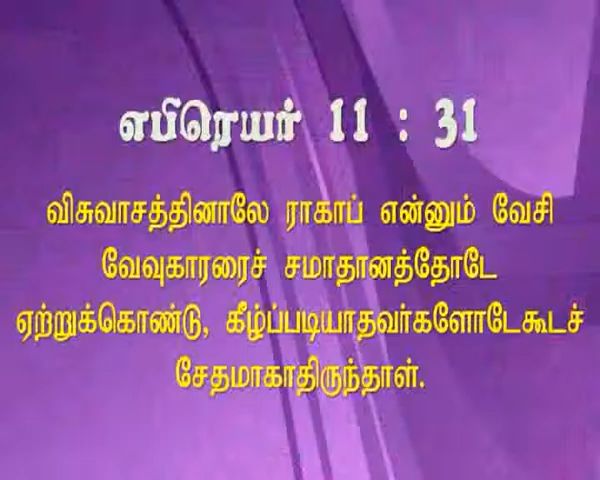 எபிரெயர் 11 : 31
விசுவாசத்தினாலே ராகாப் என்னும் வேசி
வேவுகாரரைச் சமாதானத்தோடே
ஏற்றுக்கொண்டு, கீழ்ப்படியாதவர்களோடேகூடச்
சேதமாகாதிருந்தாள்.